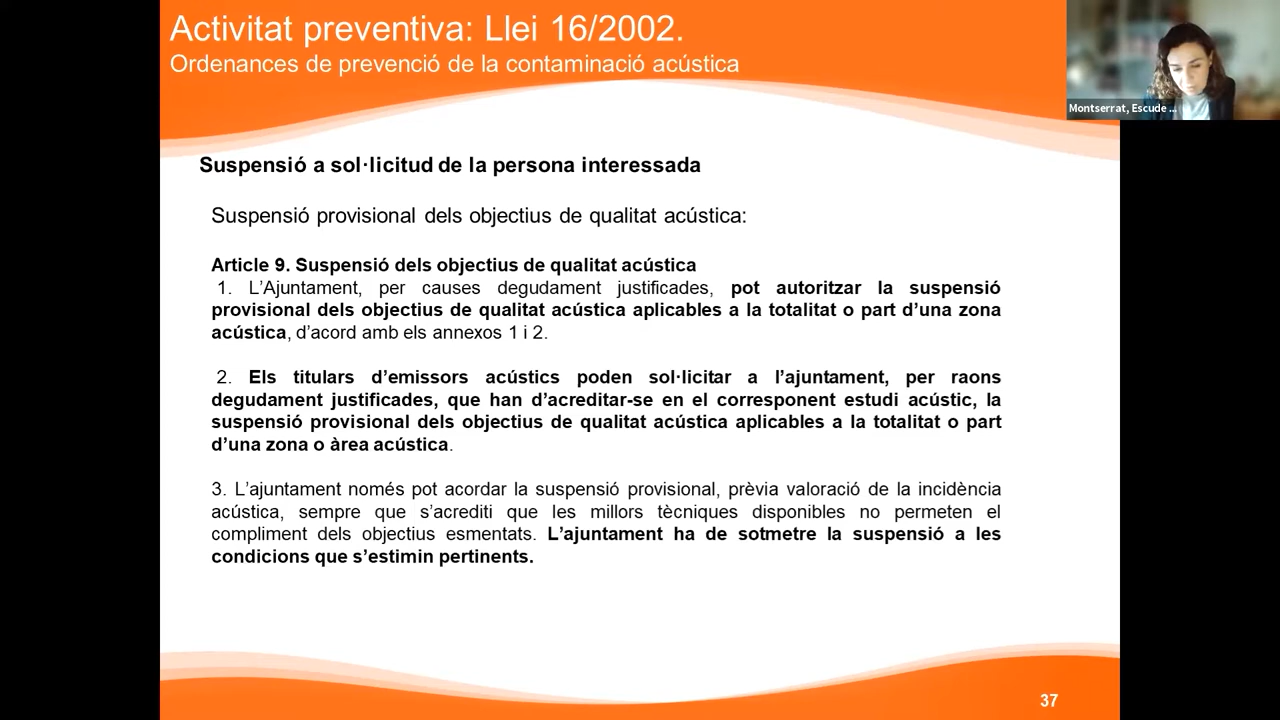 Activitat preventiva: Llei 16/2002.
Ordenances de prevenció de la contaminació acústica
Montserrat, Escude ...
Suspensió a sol·licitud de la persona interessada
Suspensió provisional dels objectius de qualitat acústica:
Article 9. Suspensió dels objectius de qualitat acústica
1. L’Ajuntament, per causes degudament justificades, pot autoritzar la suspensió
provisional dels objectius de qualitat acústica aplicables a la totalitat o part d’una zona
acústica, d’acord amb els annexos 1 i 2.
2. Els titulars d’emissors acústics poden sol·licitar a l’ajuntament, per raons
degudament justificades, que han d’acreditar-se en el corresponent estudi acústic, la
suspensió provisional dels objectius de qualitat acústica aplicables a la totalitat o part
d’una zona o àrea acústica.
3. L’ajuntament només pot acordar la suspensió provisional, prèvia valoració de la incidència
acústica, sempre que s’acrediti que les millors tècniques disponibles no permeten el
compliment dels objectius esmentats. L’ajuntament ha de sotmetre la suspensió a les
condicions que s’estimin pertinents.
37